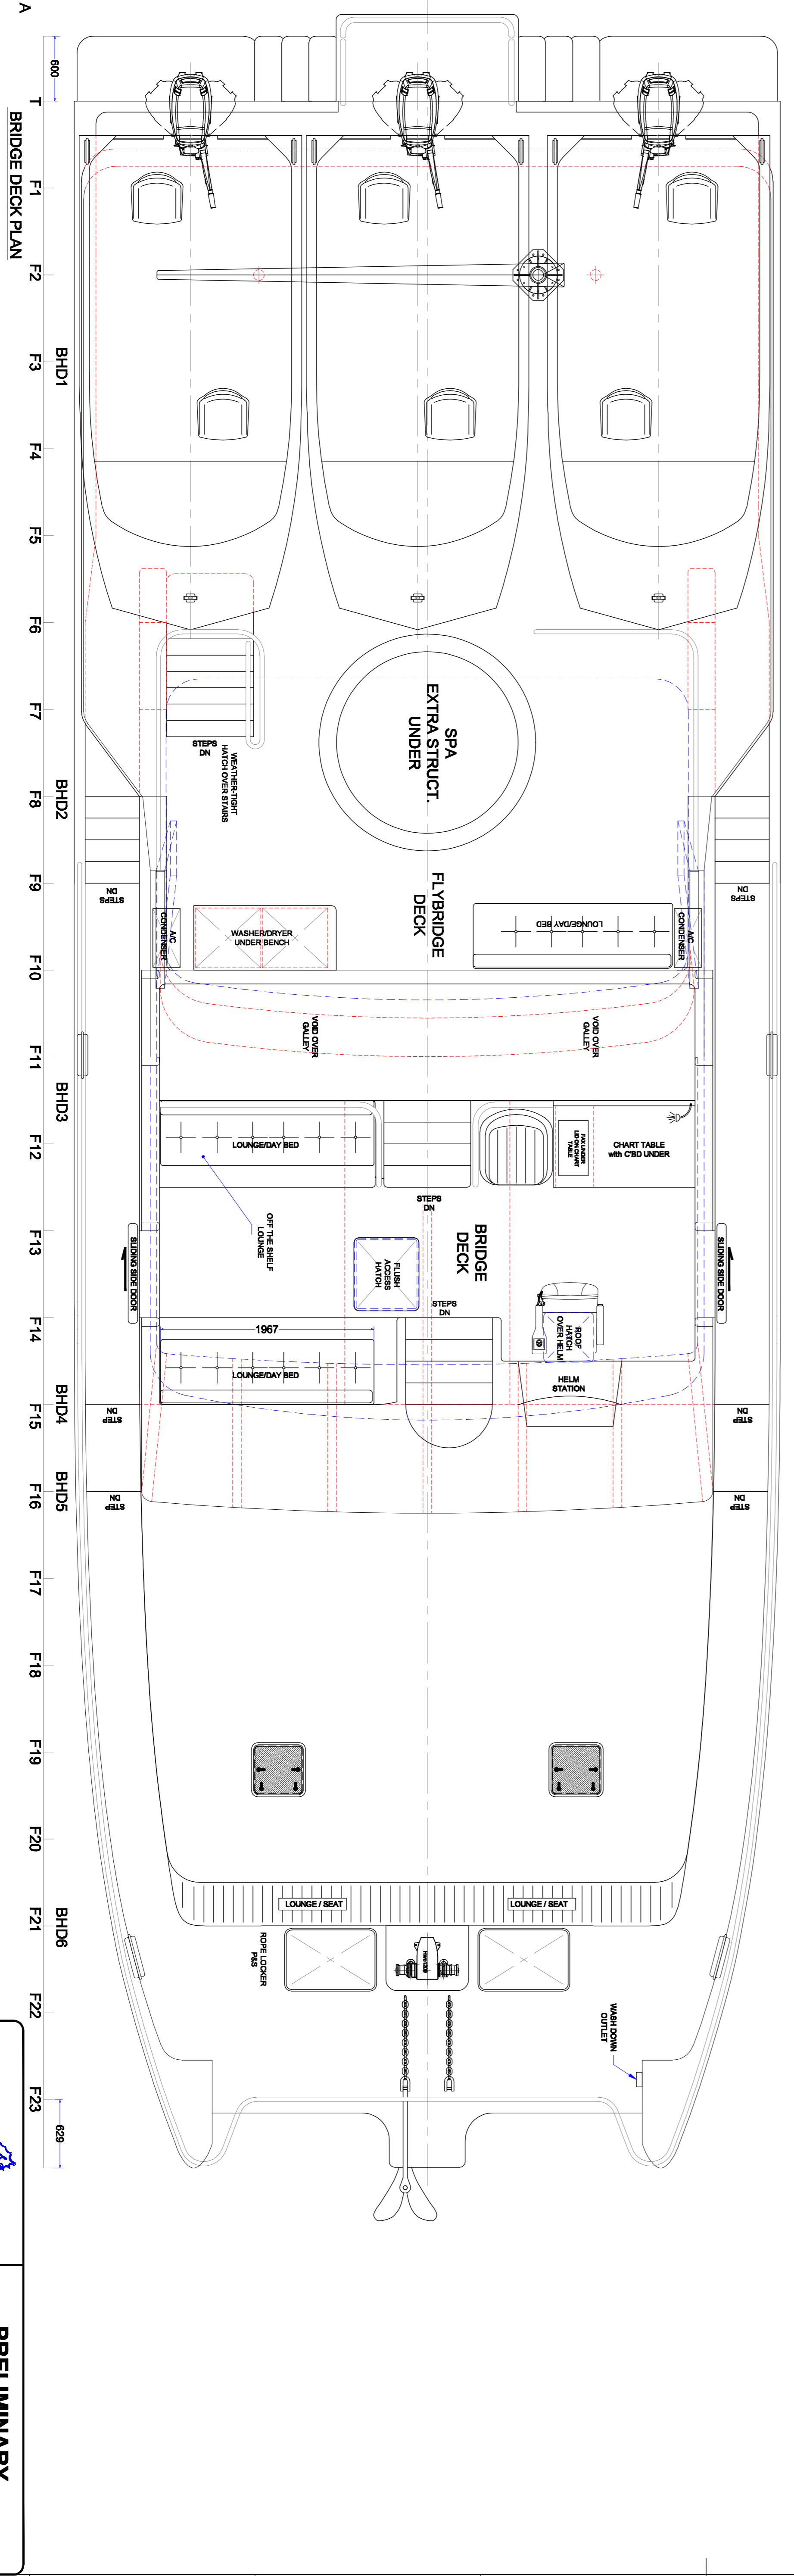 A
BRIDGE DECK PLAN
600
T
F1
F2
F3
F4
F5
F6
F7
F8
F9
F10
F11
F12
F13
F14
F15
F16
F17
F18
F19
F20
F21
F22
F23
BHD1
BHD2
BHD3
BHD4
BHD5
BHD6
629
SPA
EXTRA STRUCT.
UNDER
STEPS
DN
WEATHER-TIGHT
HATCH OVER STAIRS
STEPS
DN
STEPS
DN
FLYBRIDGE
DECK
A/C
CONDENSER
A/C
CONDENSER
WASHER/DRYER
UNDER BENCH
LOUNGE/DAY BED
VOID OVER
GALLEY
VOID OVER
GALLEY
LOUNGE/DAY BED
FAX UNDER
LID ON CHART
TABLE
CHART TABLE
with C'BD UNDER
STEPS
DN
OFF THE SHELF
LOUNGE
BRIDGE
DECK
FLUSH
ACCESS
HATCH
SLIDING SIDE DOOR
SLIDING SIDE DOOR
STEPS
DN
ROOF
HATCH
OVER HELM
1967
LOUNGE/DAY BED
HELM
STATION
STEP
DN
STEP
DN
STEP
DN
STEP
DN
LOUNGE / SEAT
LOUNGE / SEAT
ROPE LOCKER
P&S
WASH DOWN
OUTLET
PRELIMINARY